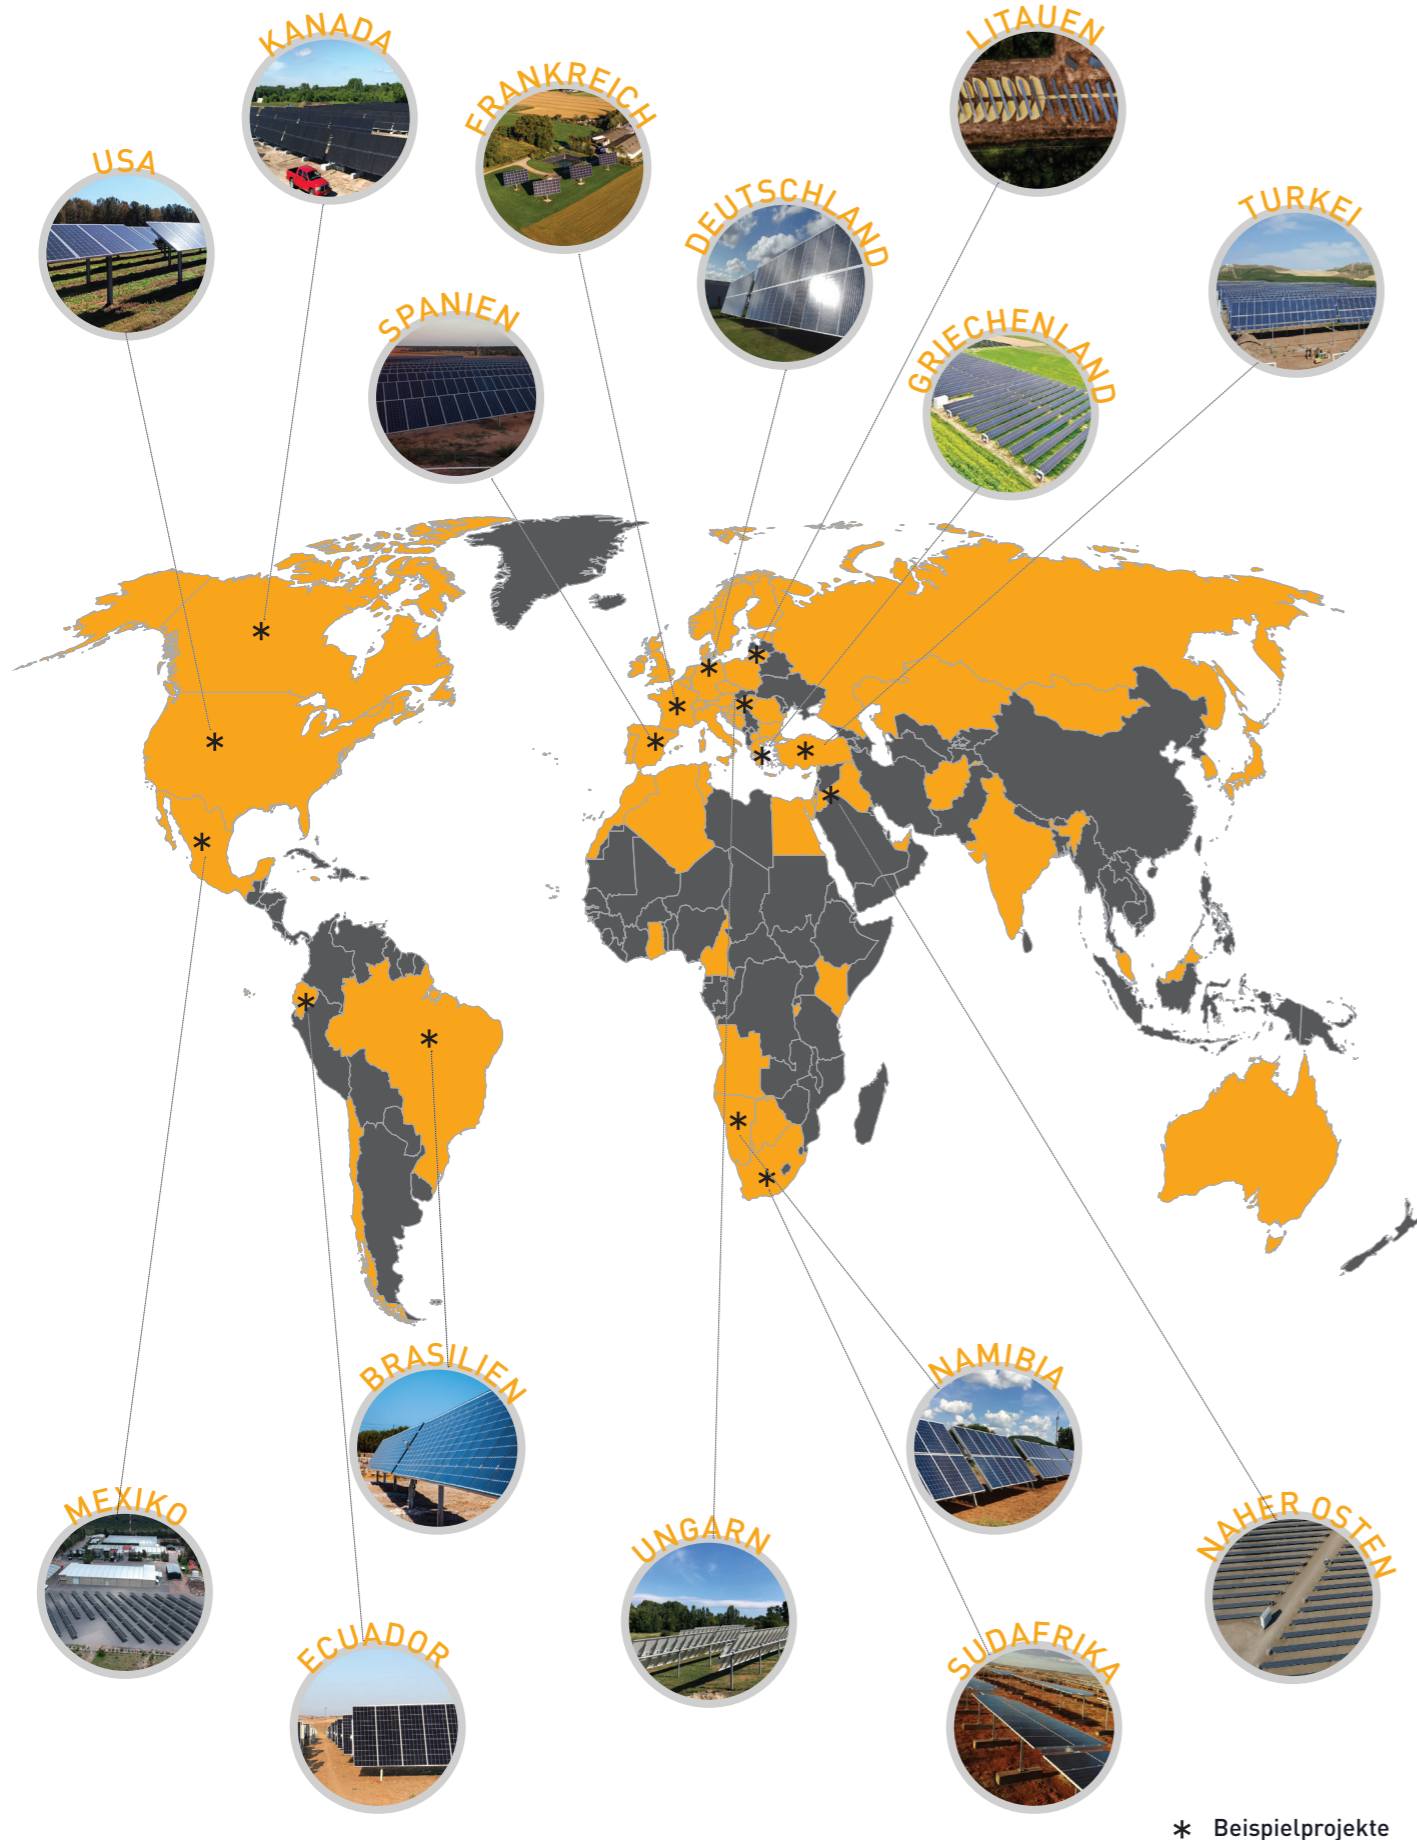 KANADA
LITAUEN
FRANKREICH
USA
DEUTSCHLAND
TURKEI
SPANIEN
GRIECHENLAND
BRASILIEN
NAMIBIA
MEXIKO
UNGARN
NAHER OSTEN
ECUADOR
SUDAFRIKA
* Beispielprojekte